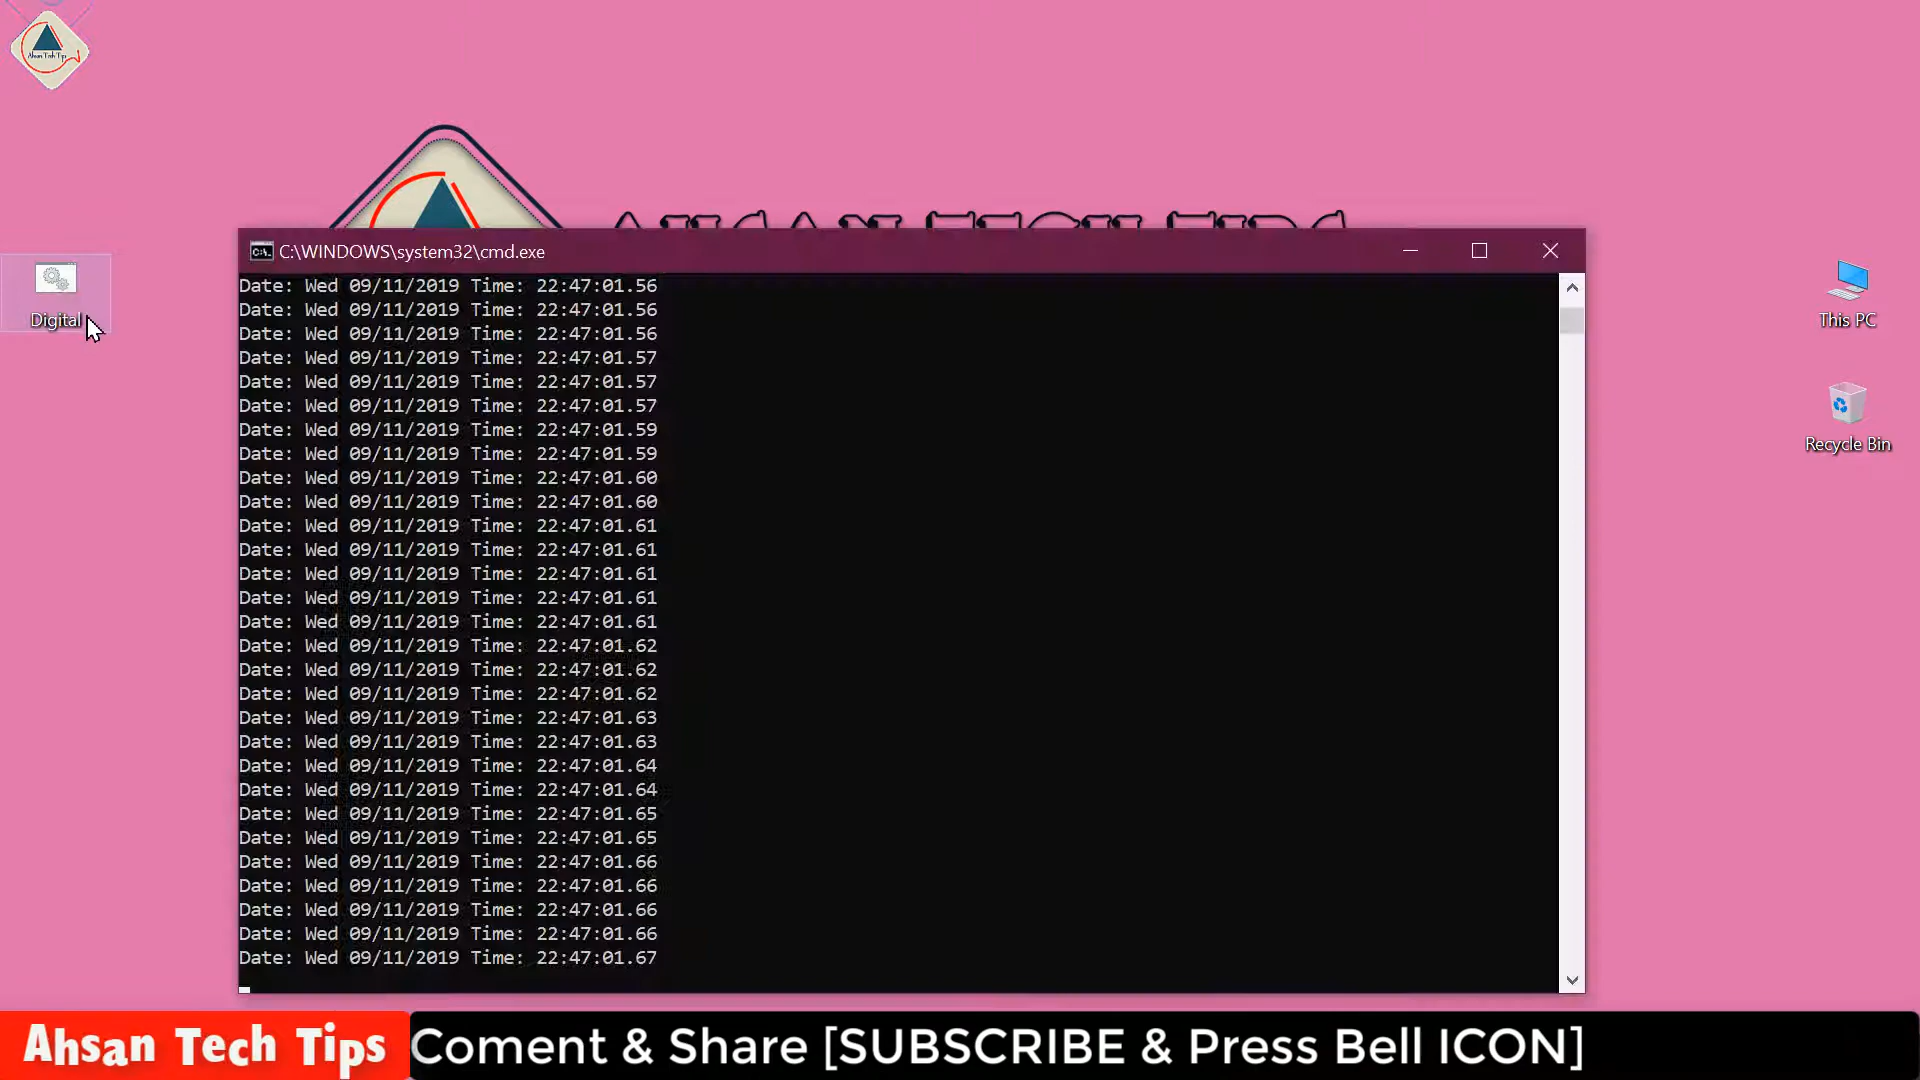 Ahsan Tech Tips
C:\WINDOWS\system32\cmd.exe
Date: Wed 09/11/2019 Time: 22:47:01.56
Date: Wed 09/11/2019 Time: 22:47:01.56
Date: Wed 09/11/2019 Time: 22:47:01.56
Date: Wed 09/11/2019 Time: 22:47:01.57
Date: Wed 09/11/2019 Time: 22:47:01.57
Date: Wed 09/11/2019 Time: 22:47:01.57
Date: Wed 09/11/2019 Time: 22:47:01.59
Date: Wed 09/11/2019 Time: 22:47:01.59
Date: Wed 09/11/2019 Time: 22:47:01.60
Date: Wed 09/11/2019 Time: 22:47:01.60
Date: Wed 09/11/2019 Time: 22:47:01.61
Date: Wed 09/11/2019 Time: 22:47:01.61
Date: Wed 09/11/2019 Time: 22:47:01.61
Date: Wed 09/11/2019 Time: 22:47:01.61
Date: Wed 09/11/2019 Time: 22:47:01.61
Date: Wed 09/11/2019 Time: 22:47:01.62
Date: Wed 09/11/2019 Time: 22:47:01.62
Date: Wed 09/11/2019 Time: 22:47:01.62
Date: Wed 09/11/2019 Time: 22:47:01.63
Date: Wed 09/11/2019 Time: 22:47:01.63
Date: Wed 09/11/2019 Time: 22:47:01.64
Date: Wed 09/11/2019 Time: 22:47:01.64
Date: Wed 09/11/2019 Time: 22:47:01.65
Date: Wed 09/11/2019 Time: 22:47:01.65
Date: Wed 09/11/2019 Time: 22:47:01.66
Date: Wed 09/11/2019 Time: 22:47:01.66
Date: Wed 09/11/2019 Time: 22:47:01.66
Date: Wed 09/11/2019 Time: 22:47:01.66
Date: Wed 09/11/2019 Time: 22:47:01.67
Digital
This PC
Recycle Bin
Ahsan Tech Tips
Coment & Share [SUBSCRIBE & Press Bell ICON]